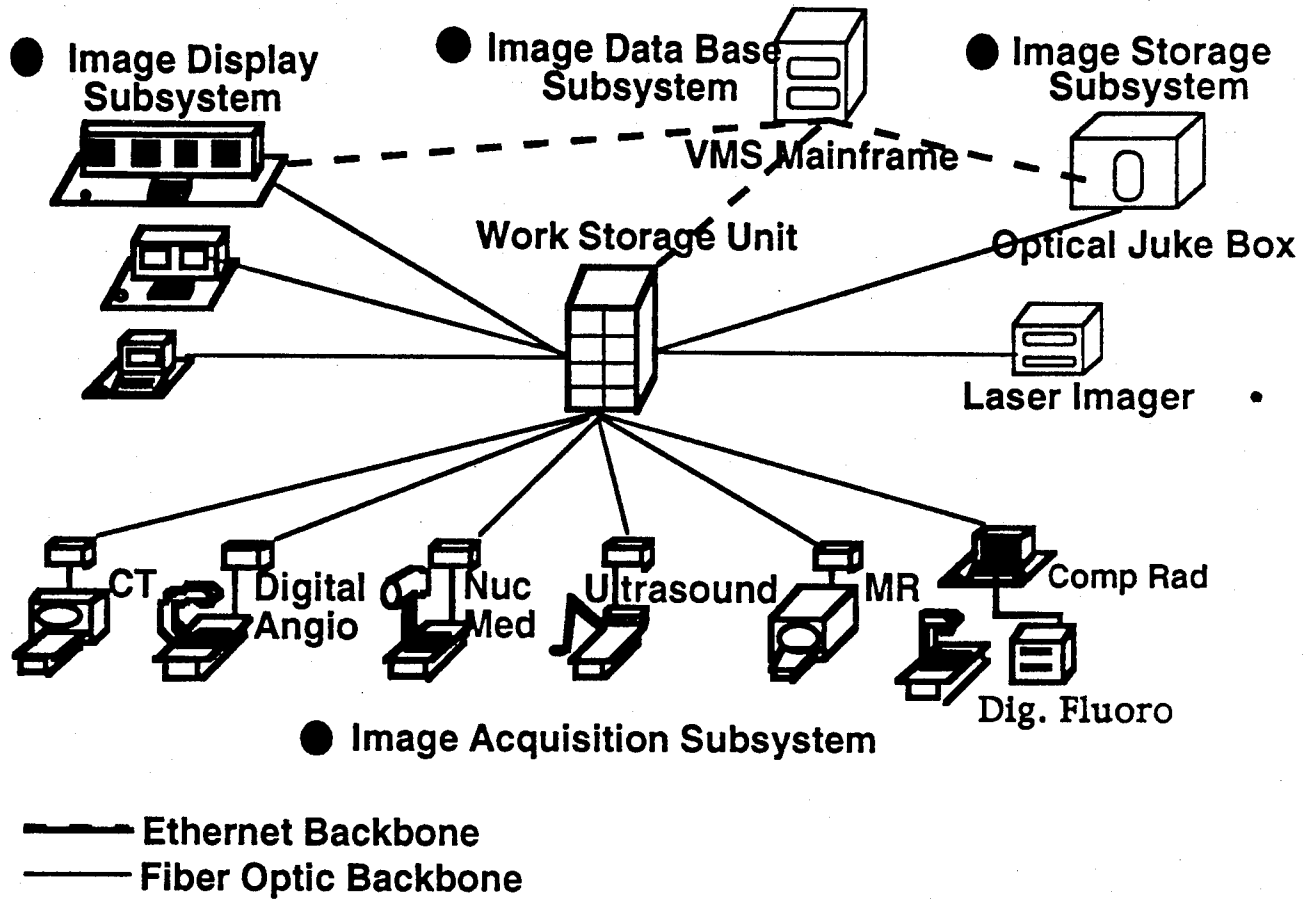 Image Display
Subsystem
Image Data Base
Subsystem
Image Storage
Subsystem
VMS Mainframe
Work Storage Unit
Optical Juke Box
Laser Imager
CT
Digital
Angio
Nuc
Med
Ultrasound
MR
Comp Rad
Dig. Fluoro
Image Acquisition Subsystem
Ethernet Backbone
Fiber Optic Backbone